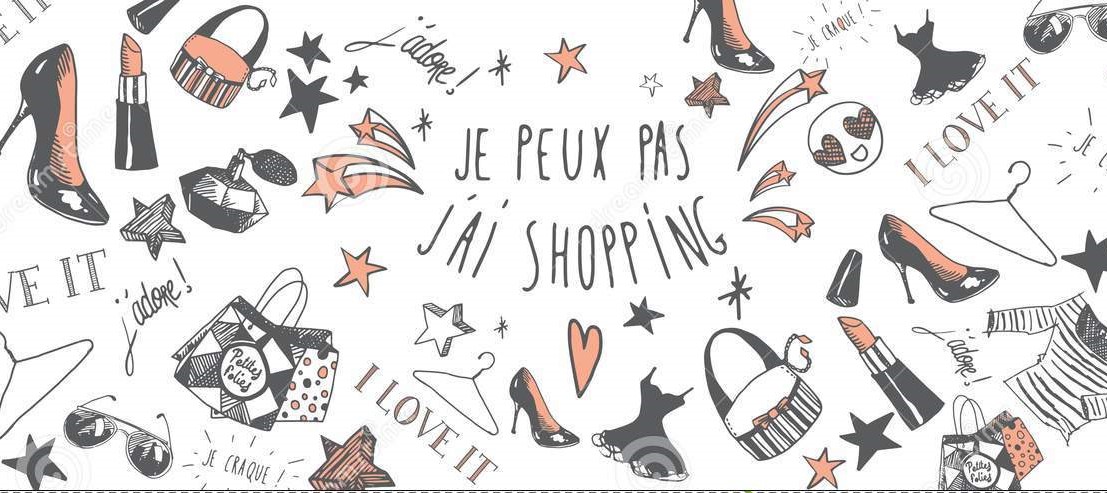 VE IT
j'adore!
JE CRAQUE!
I LOVE IT
JE PEUX PAS
J'AI SHOPPING
JE C
VE IT
j'adore!
Petites
folies
I LOVE IT
j'adore!
JE CRAQUE!
Petites
folies